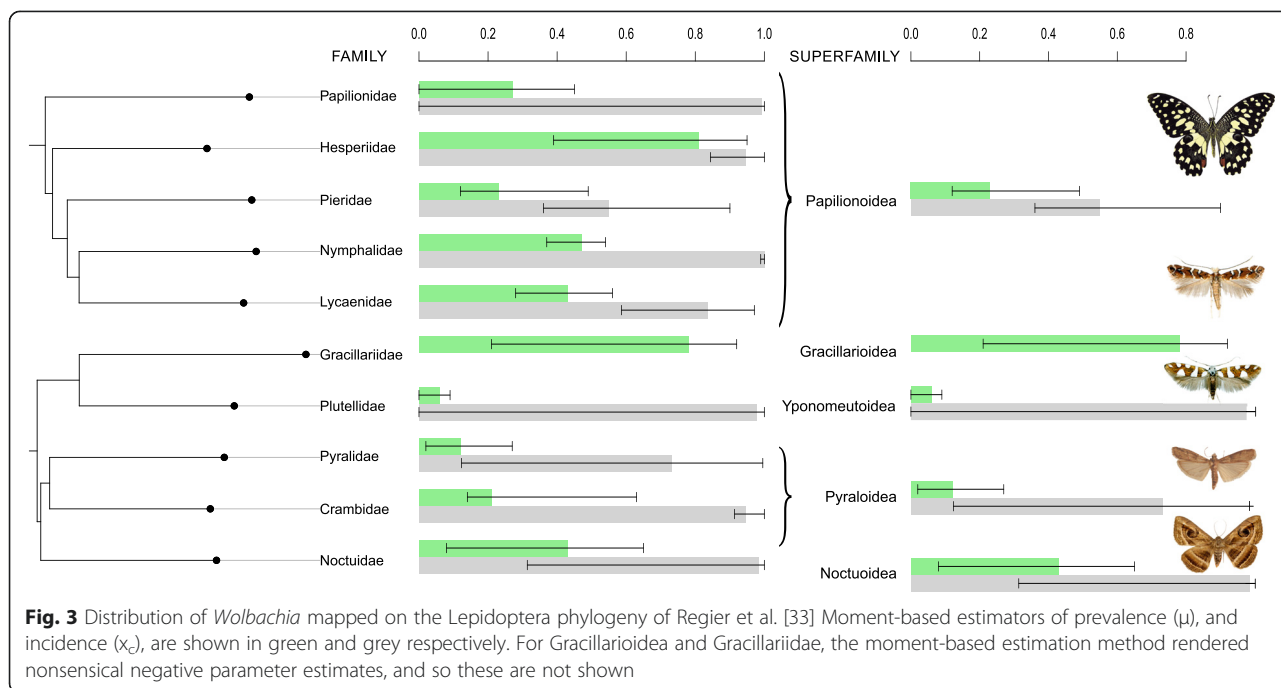 0.0 0.2 0.4 0.6 0.8 1.0
0.0 0.2 0.4 0.6 0.8
FAMILY
SUPERFAMILY
Papilionidae
Hesperiidae
Pieridae
Nymphalidae
Lycaenidae
Gracillariidae
Plutellidae
Pyralidae
Crambidae
Noctuidae
Papilionoidea
Gracillarioidea
Yponomeutoidea
Pyraloidea
Noctuoidea
Fig. 3 Distribution of Wolbachia mapped on the Lepidoptera phylogeny of Regier et al. [33] Moment-based estimators of prevalence (μ), and
incidence (xc), are shown in green and grey respectively. For Gracillarioidea and Gracillariidae, the moment-based estimation method rendered
nonsensical negative parameter estimates, and so these are not shown